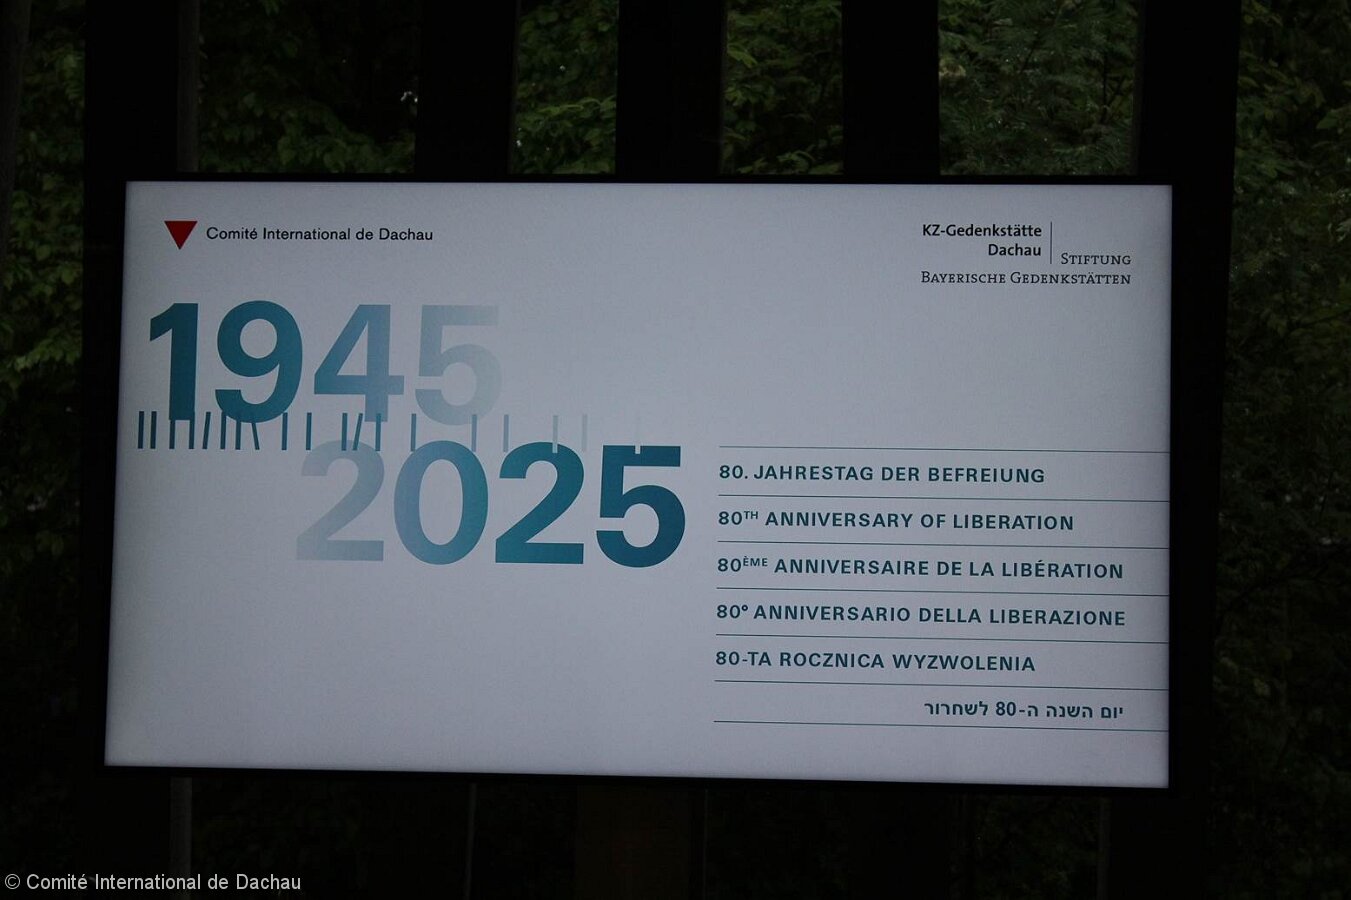 Comité International de Dachau
KZ-Gedenkstätte
Dachau
STIFTUNG
BAYERISCHE GEDENKSTÄTTEN
1945
2025
80. JAHRESTAG DER BEFREIUNG
80TH ANNIVERSARY OF LIBERATION
80ÈME ANNIVERSAIRE DE LA LIBÉRATION
80° ANNIVERSARIO DELLA LIBERAZIONE
80-TA ROCZNICA WYZWOLENIA
יום השנה ה-80 לשחרור
© Comité International de Dachau